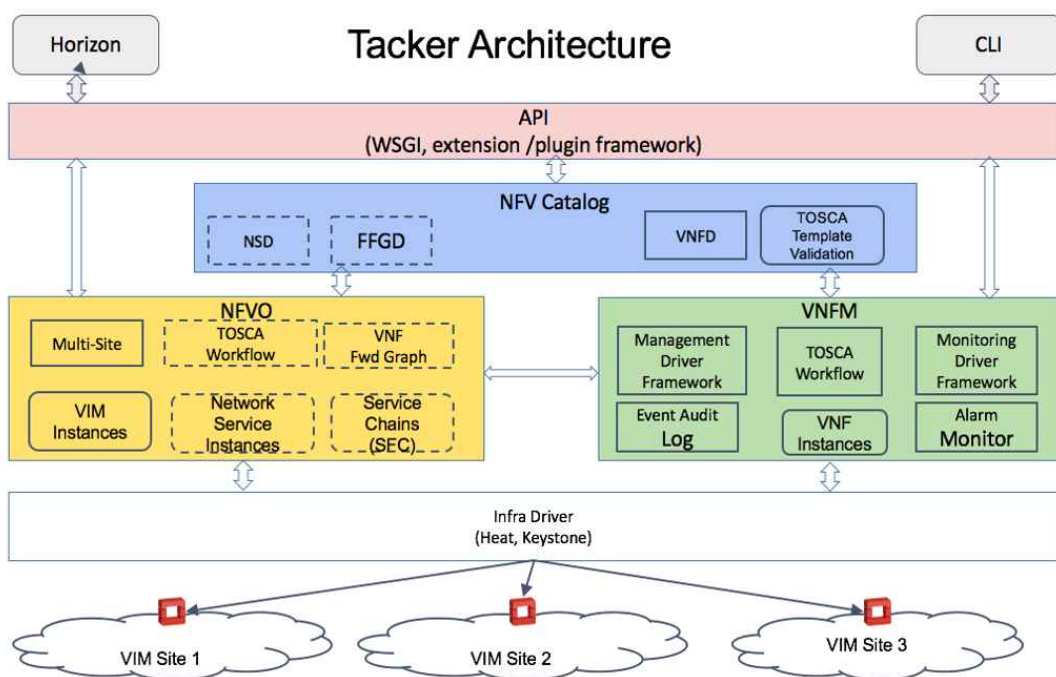 Horizon
Tacker Architecture
CLI
API
(WSGI, extension /plugin framework)
NFV Catalog
NSD
FFGD
VNFD
TOSCA
Template
Validation
NFVO
Multi-Site
TOSCA
Workflow
VNF
Fwd Graph
VIM
Instances
Network
Service
Instances
Service
Chains
(SEC)
VNFM
Management
Driver
Framework
TOSCA
Workflow
Monitoring
Driver
Framework
Event Audit
Log
VNF
Instances
Alarm
Monitor
Infra Driver
(Heat, Keystone)
VIM Site 1
VIM Site 2
VIM Site 3